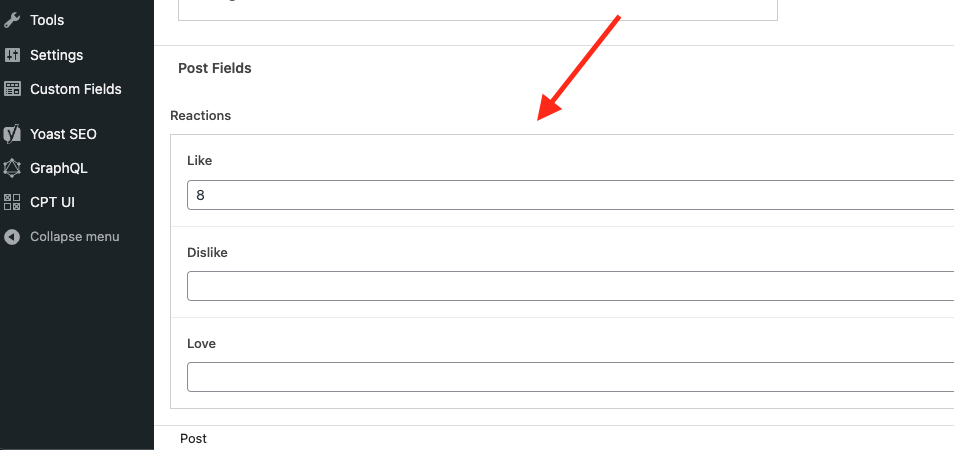 Tools
Settings
Custom Fields
Yoast SEO
GraphQL
CPT UI
Collapse menu
Post Fields
Reactions
Like
8
Dislike
Love
Post